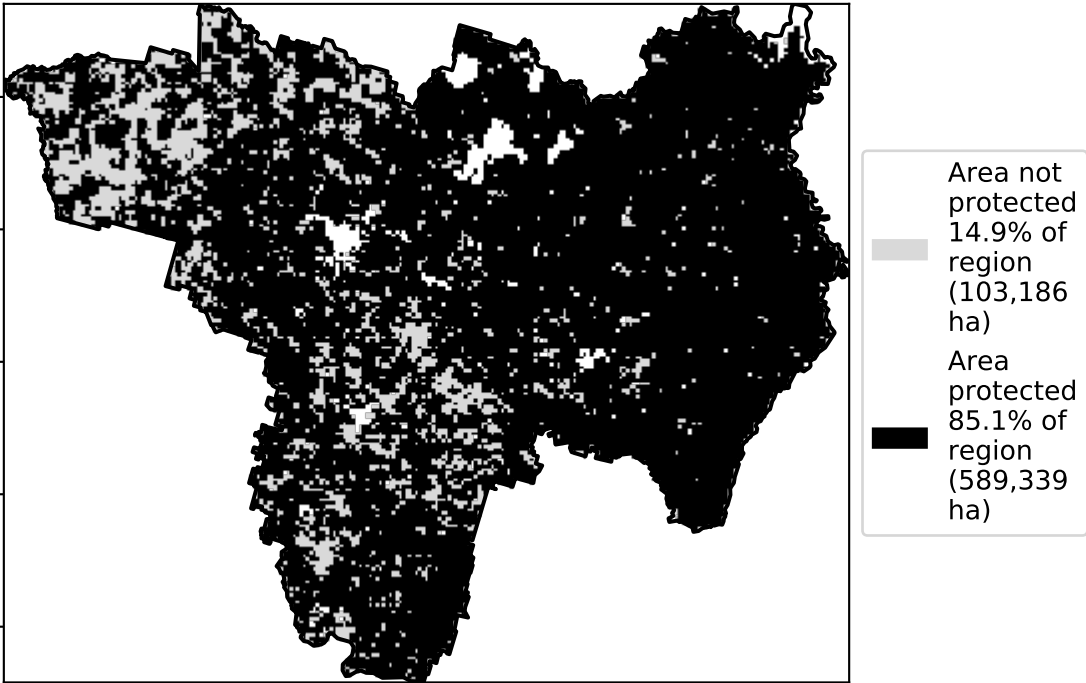 Area not
protected
14.9% of
region
(103,186
ha)
Area
protected
85.1% of
region
(589,339
ha)